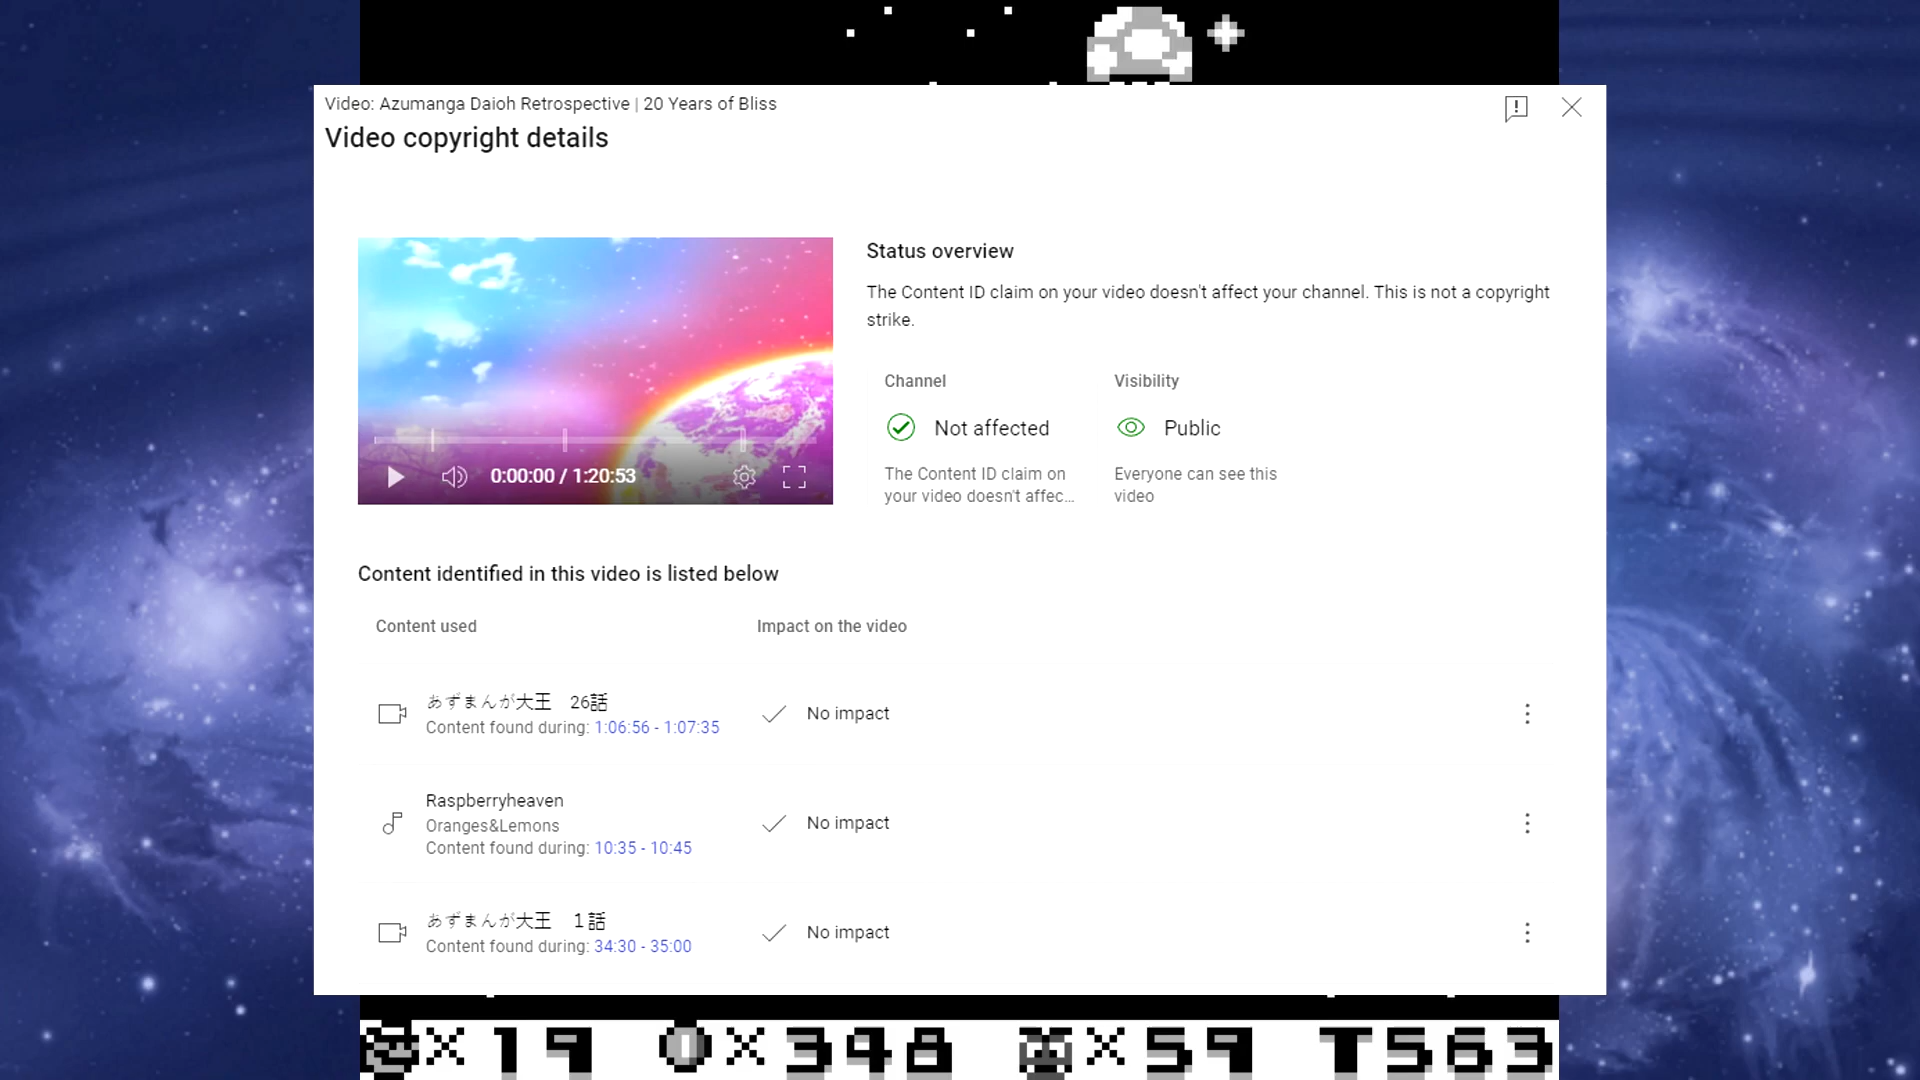 Video: Azumanga Daioh Retrospective | 20 Years of Bliss
Video copyright details
Status overview
The Content ID claim on your video doesn't affect your channel. This is not a copyright
strike.
Channel
Visibility
Not affected
Public
The Content ID claim on
your video doesn't affec...
Everyone can see this
video
0:00:00 / 1:20:53
Content identified in this video is listed below
Content used
Impact on the video
あずまんが大王　26話
Content found during: 1:06:56 - 1:07:35
No impact
Raspberryheaven
Oranges&Lemons
Content found during: 10:35 - 10:45
No impact
あずまんが大王　１話
Content found during: 34:30 - 35:00
No impact
×19 ×348 ×59 T563